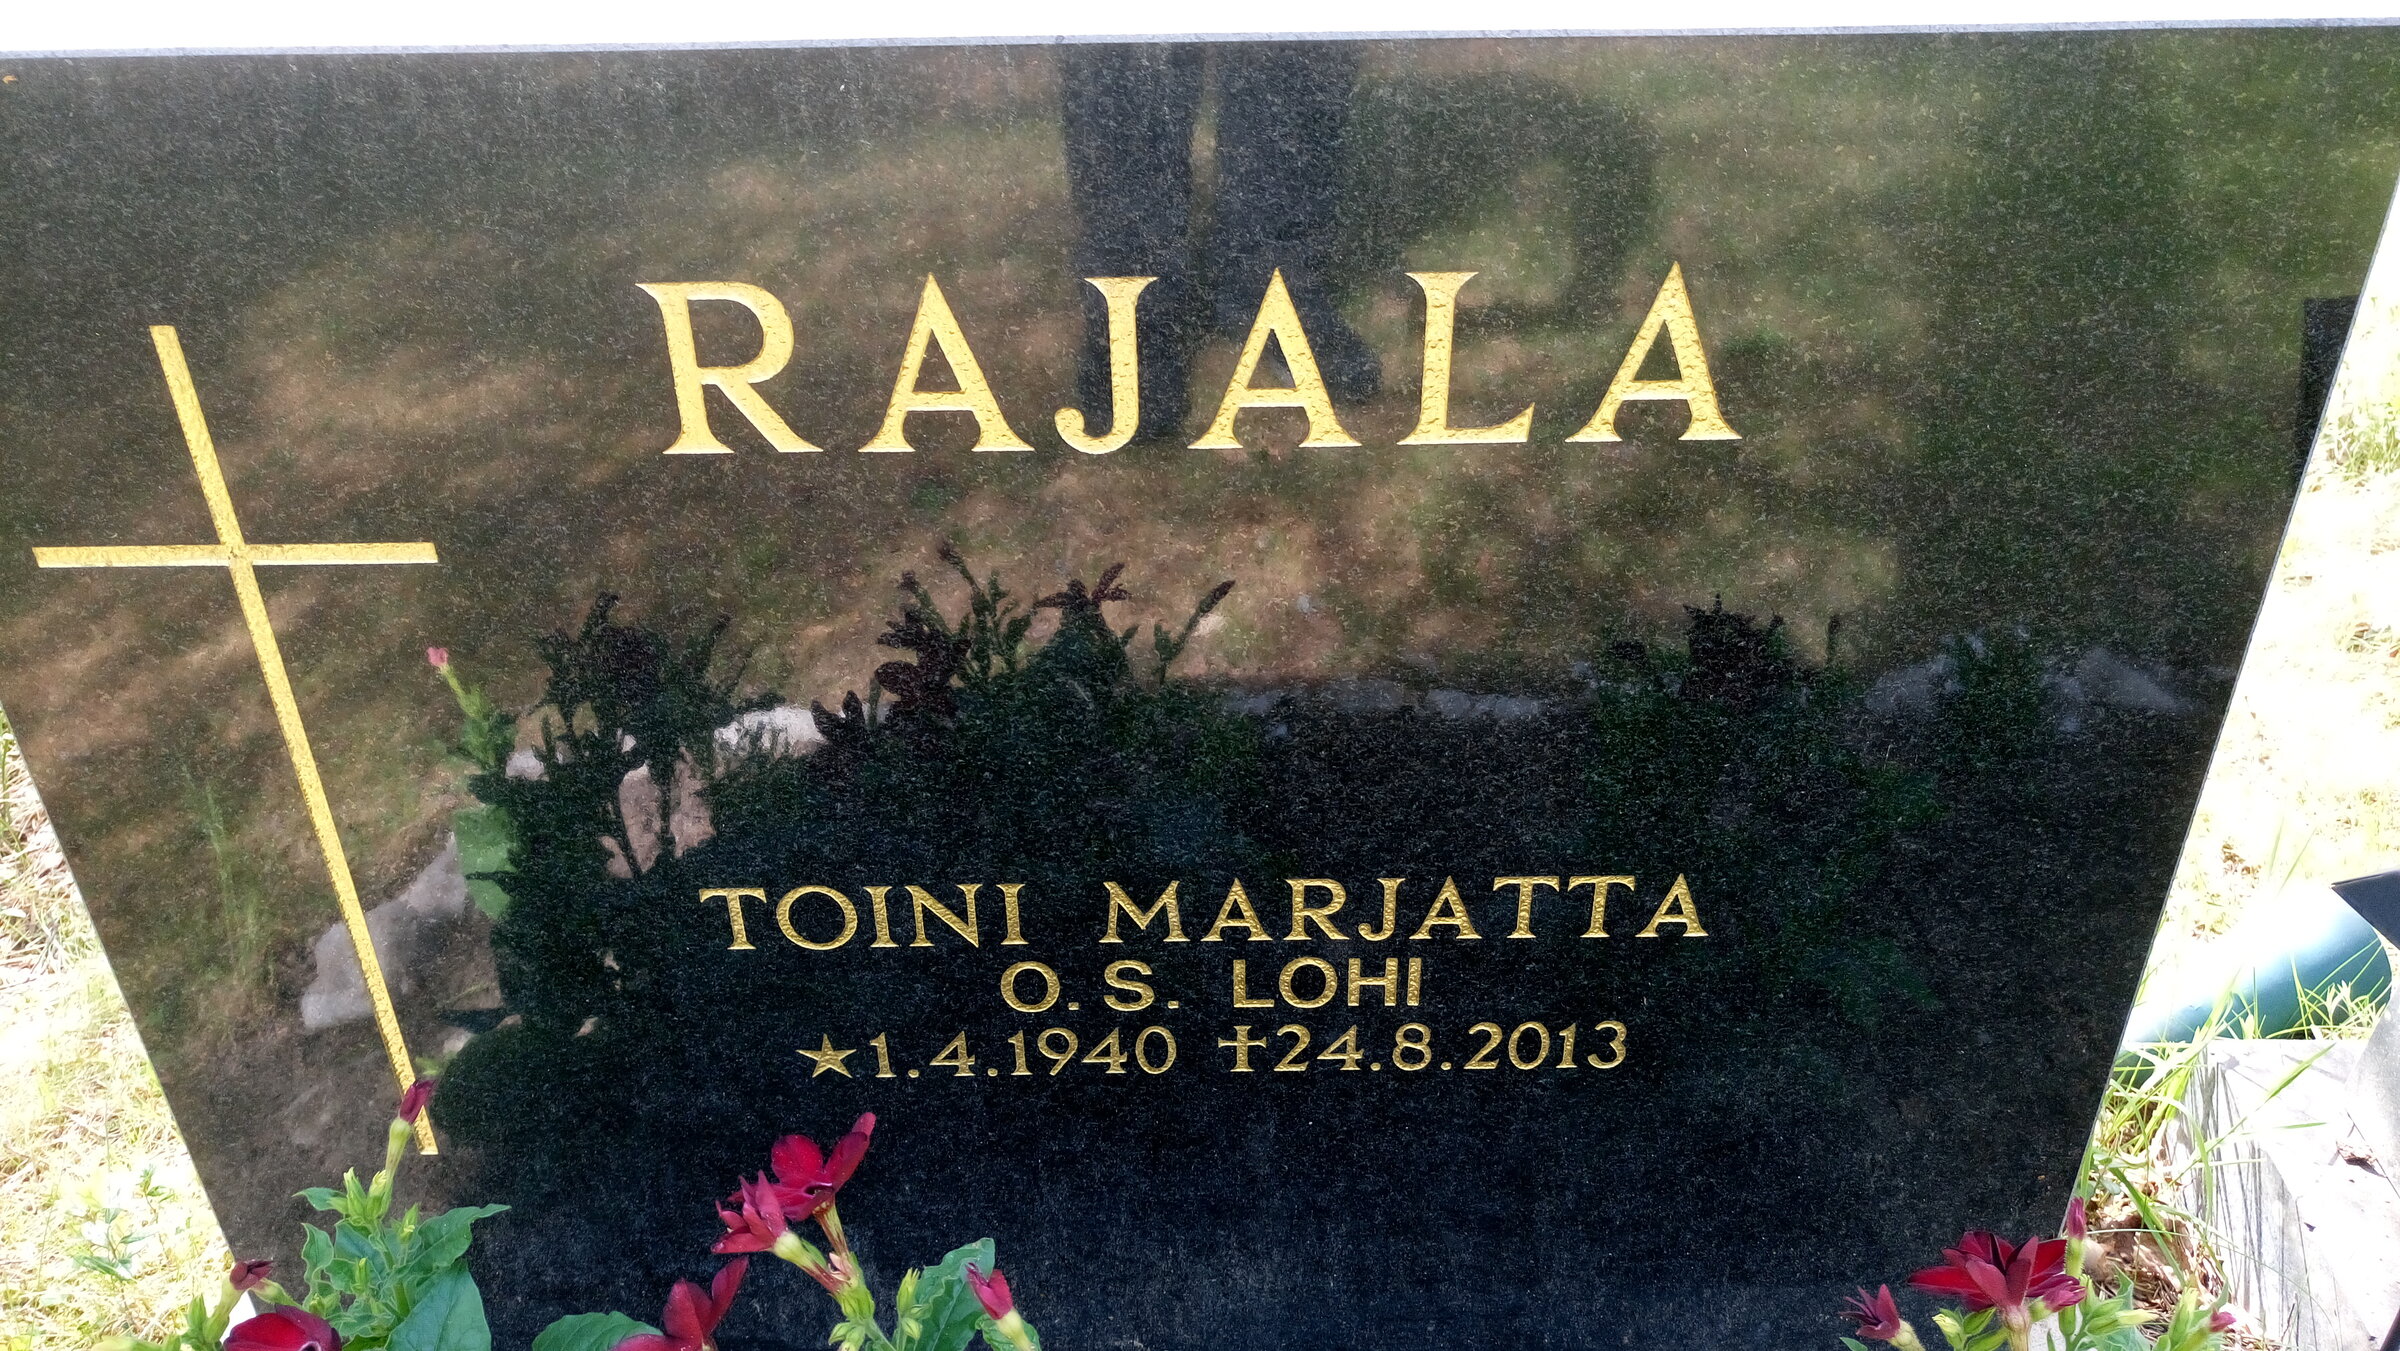 RAJALA
TOINI MARJATTA
O.S. LOHI
★1.4.1940 ✝24.8.2013